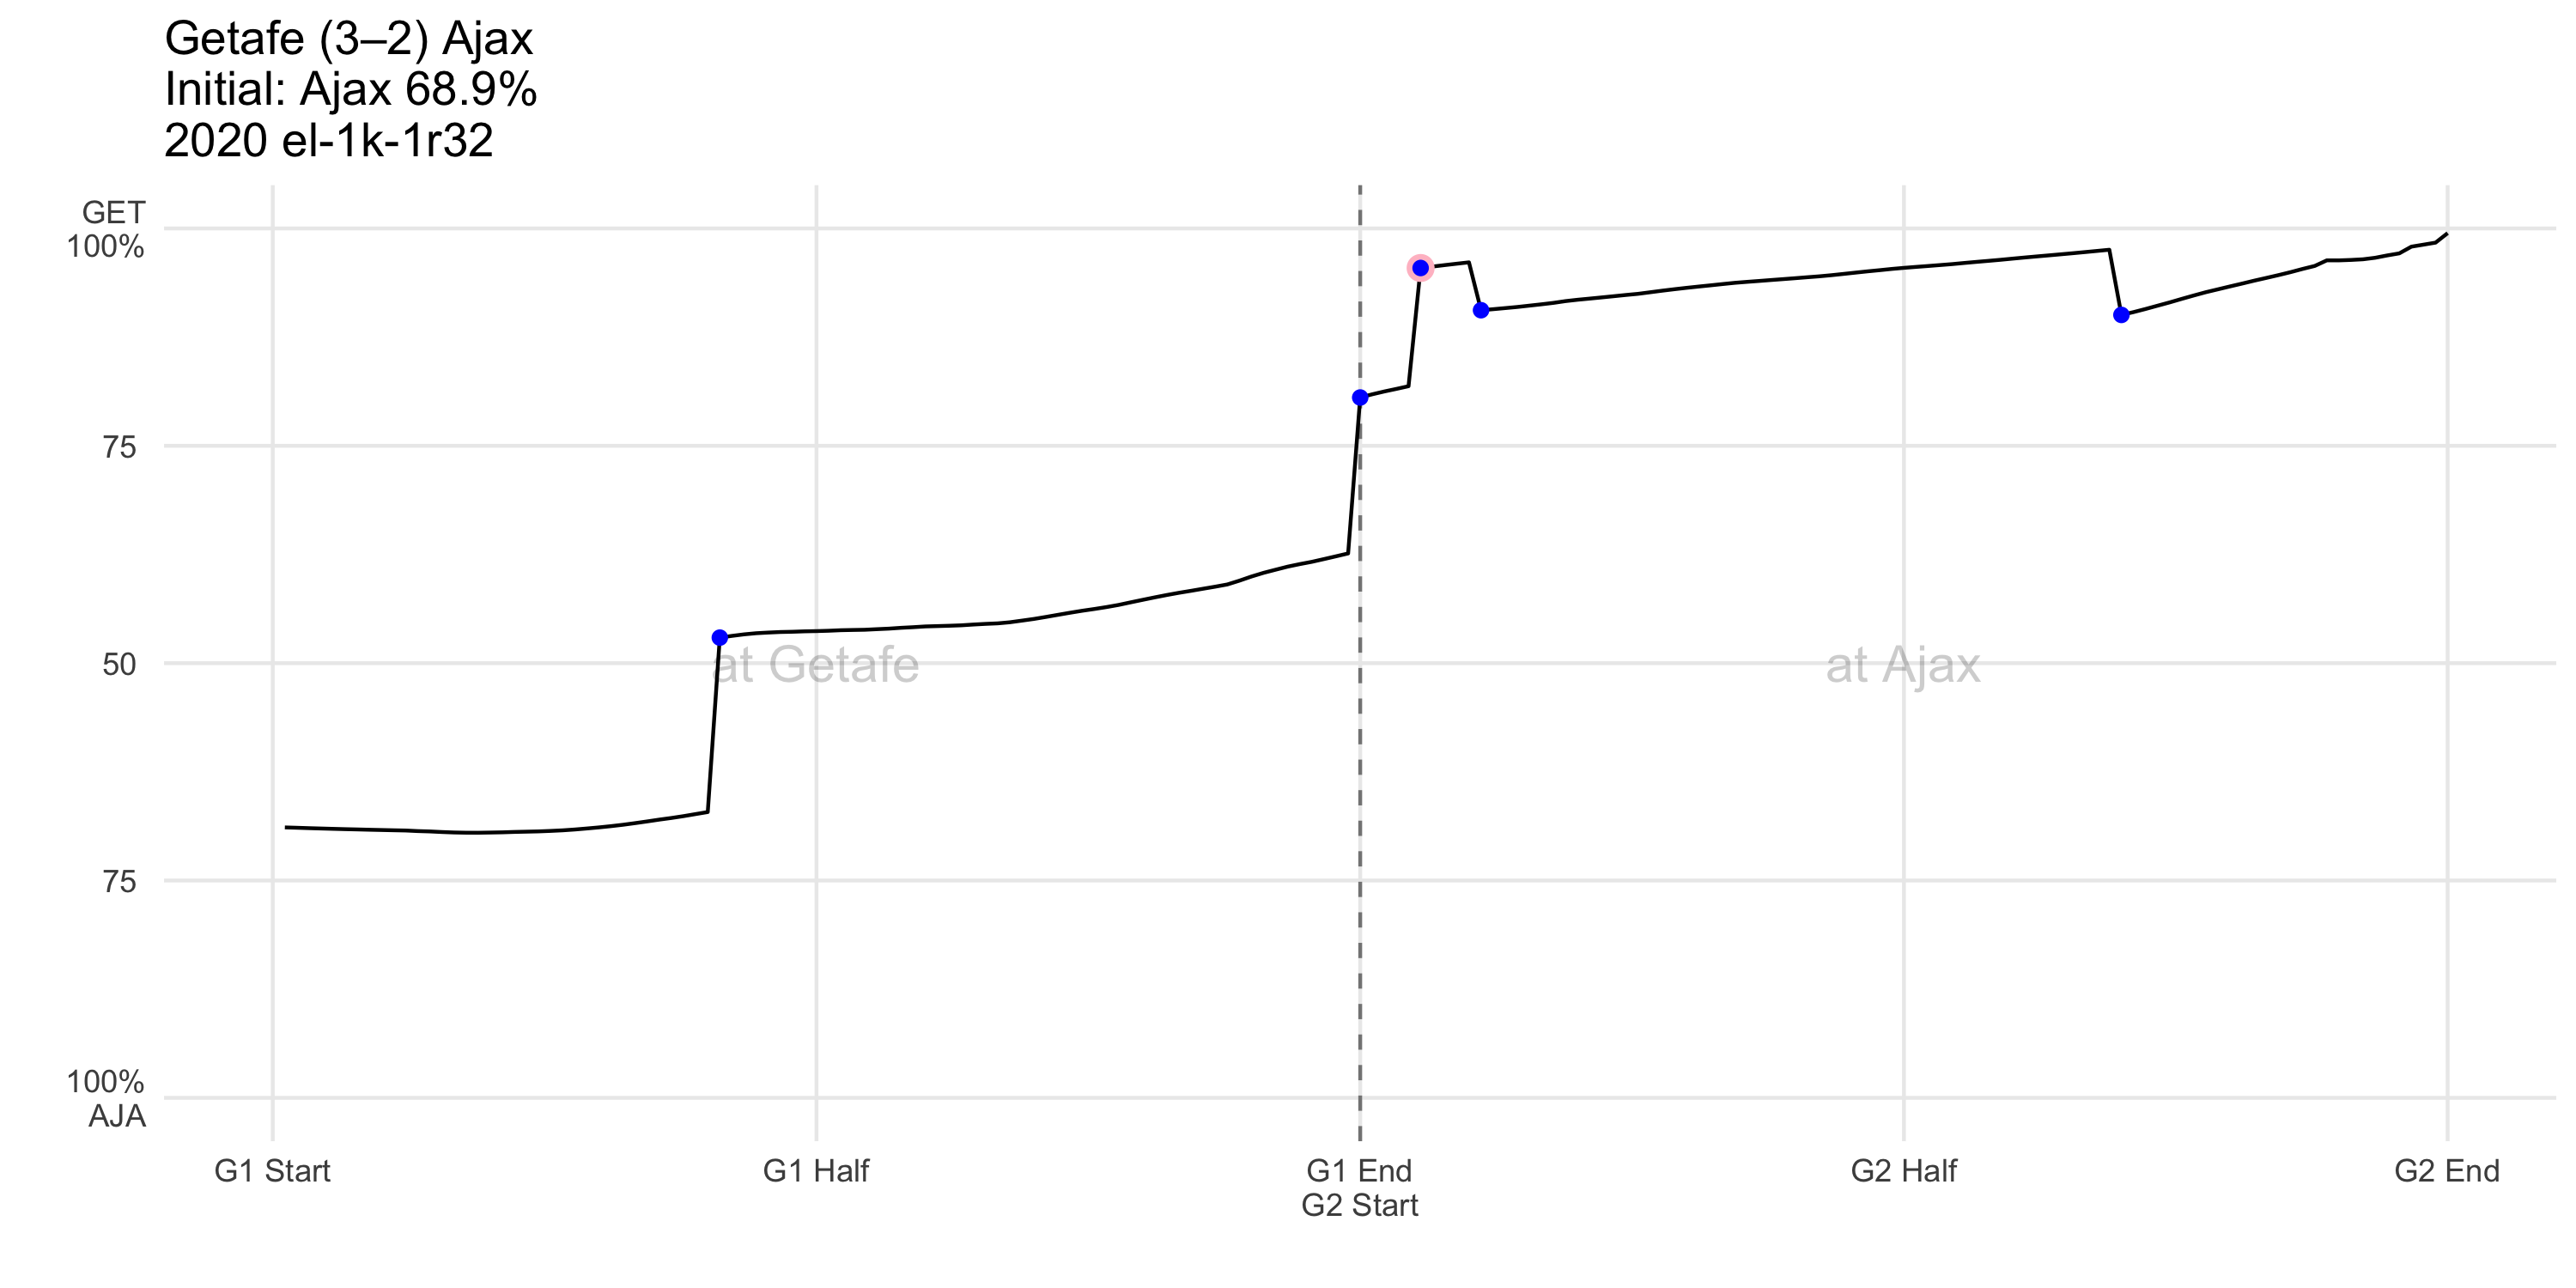 Getafe (3–2) Ajax
Initial: Ajax 68.9%
2020 el-1k-1r32
GET
100%
75
50
75
100%
AJA
at Getafe
at Ajax
G1 Start
G1 Half
G1 End
G2 Start
G2 Half
G2 End